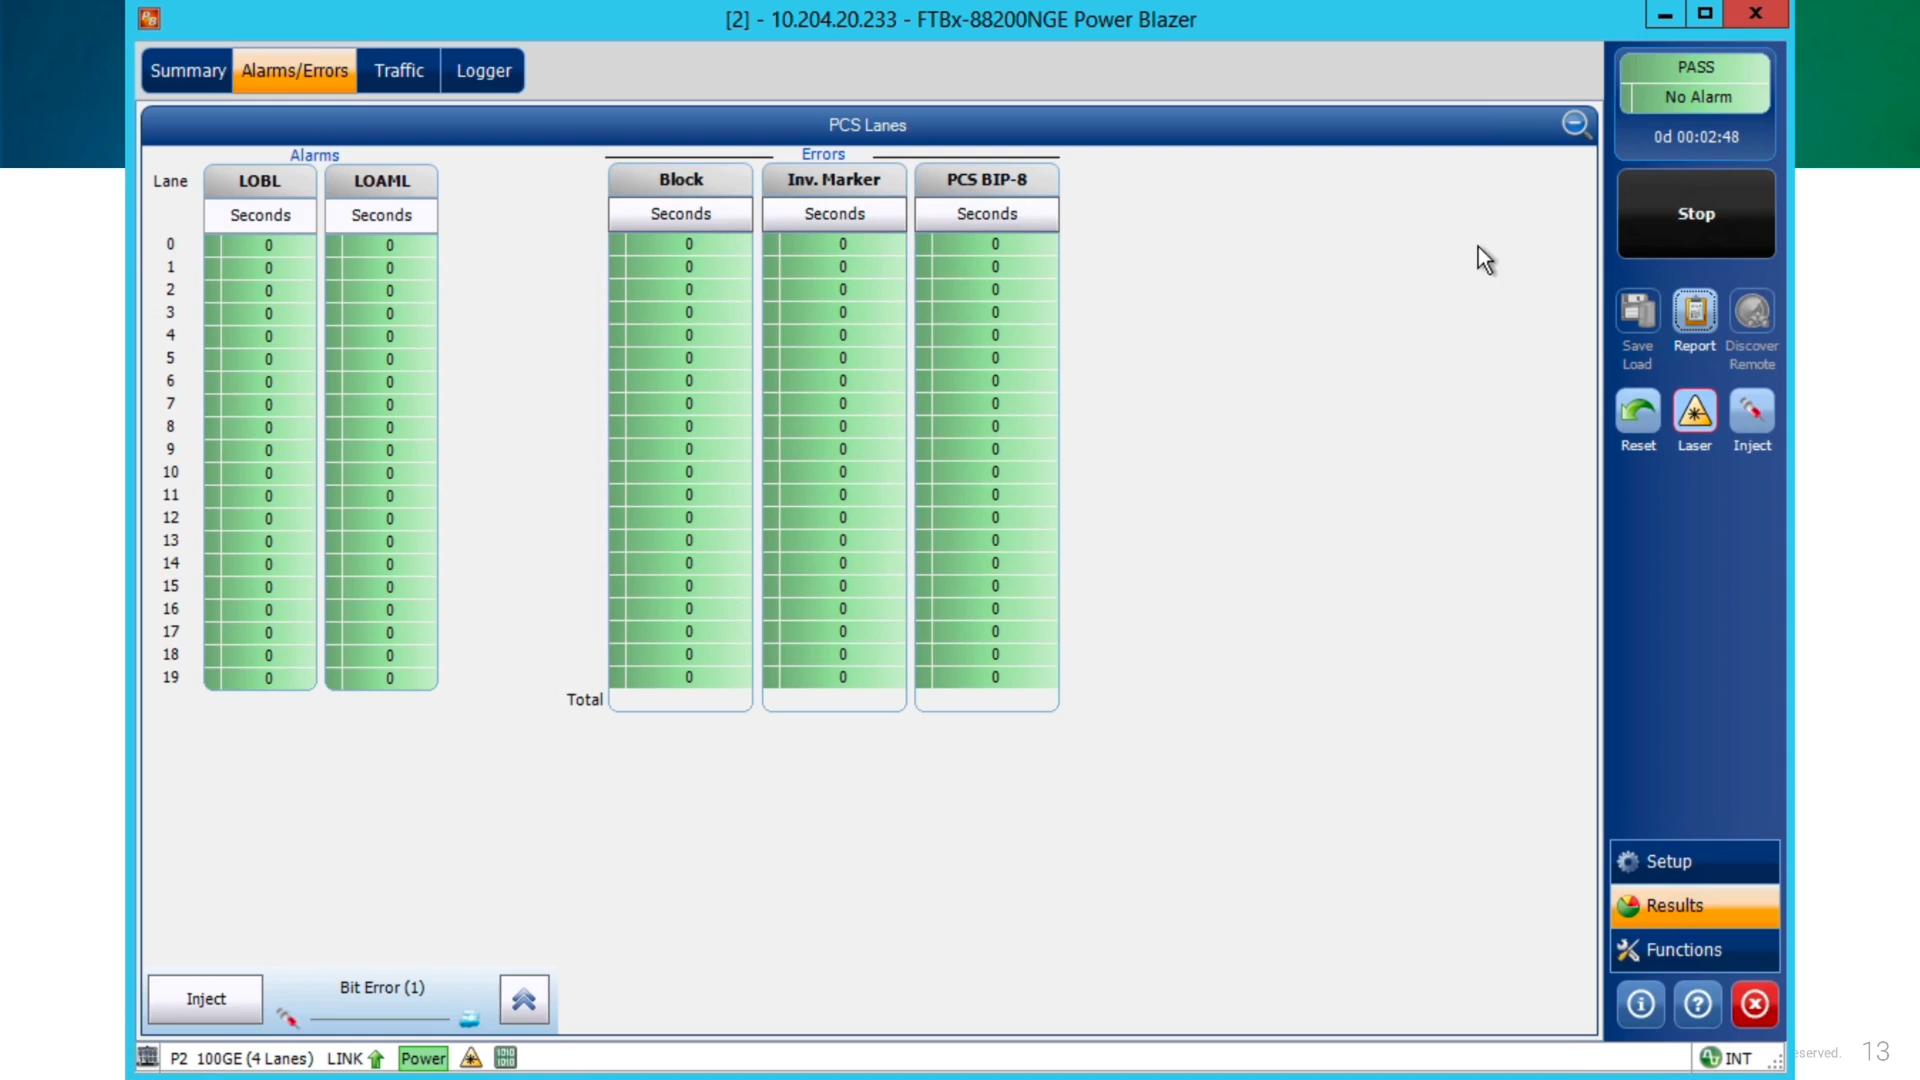 [2] - 10.204.20.233 - FTBx-88200NGE Power Blazer
Summary Alarms/Errors Traffic Logger
PCS Lanes
Alarms Errors
Lane LOBL LOAML Block Inv. Marker PCS BIP-8
Seconds Seconds Seconds Seconds Seconds
0 0 0 0 0 0
1 0 0 0 0 0
2 0 0 0 0 0
3 0 0 0 0 0
4 0 0 0 0 0
5 0 0 0 0 0
6 0 0 0 0 0
7 0 0 0 0 0
8 0 0 0 0 0
9 0 0 0 0 0
10 0 0 0 0 0
11 0 0 0 0 0
12 0 0 0 0 0
13 0 0 0 0 0
14 0 0 0 0 0
15 0 0 0 0 0
16 0 0 0 0 0
17 0 0 0 0 0
18 0 0 0 0 0
19 0 0 0 0 0
Total
Inject
Bit Error (1)
PASS
No Alarm
0d 00:02:48
Stop
Save Load
Report
Discover Remote
Reset Laser Inject
Setup
Results
Functions
P2 100GE (4 Lanes) LINK Power
INT
eserved. 13